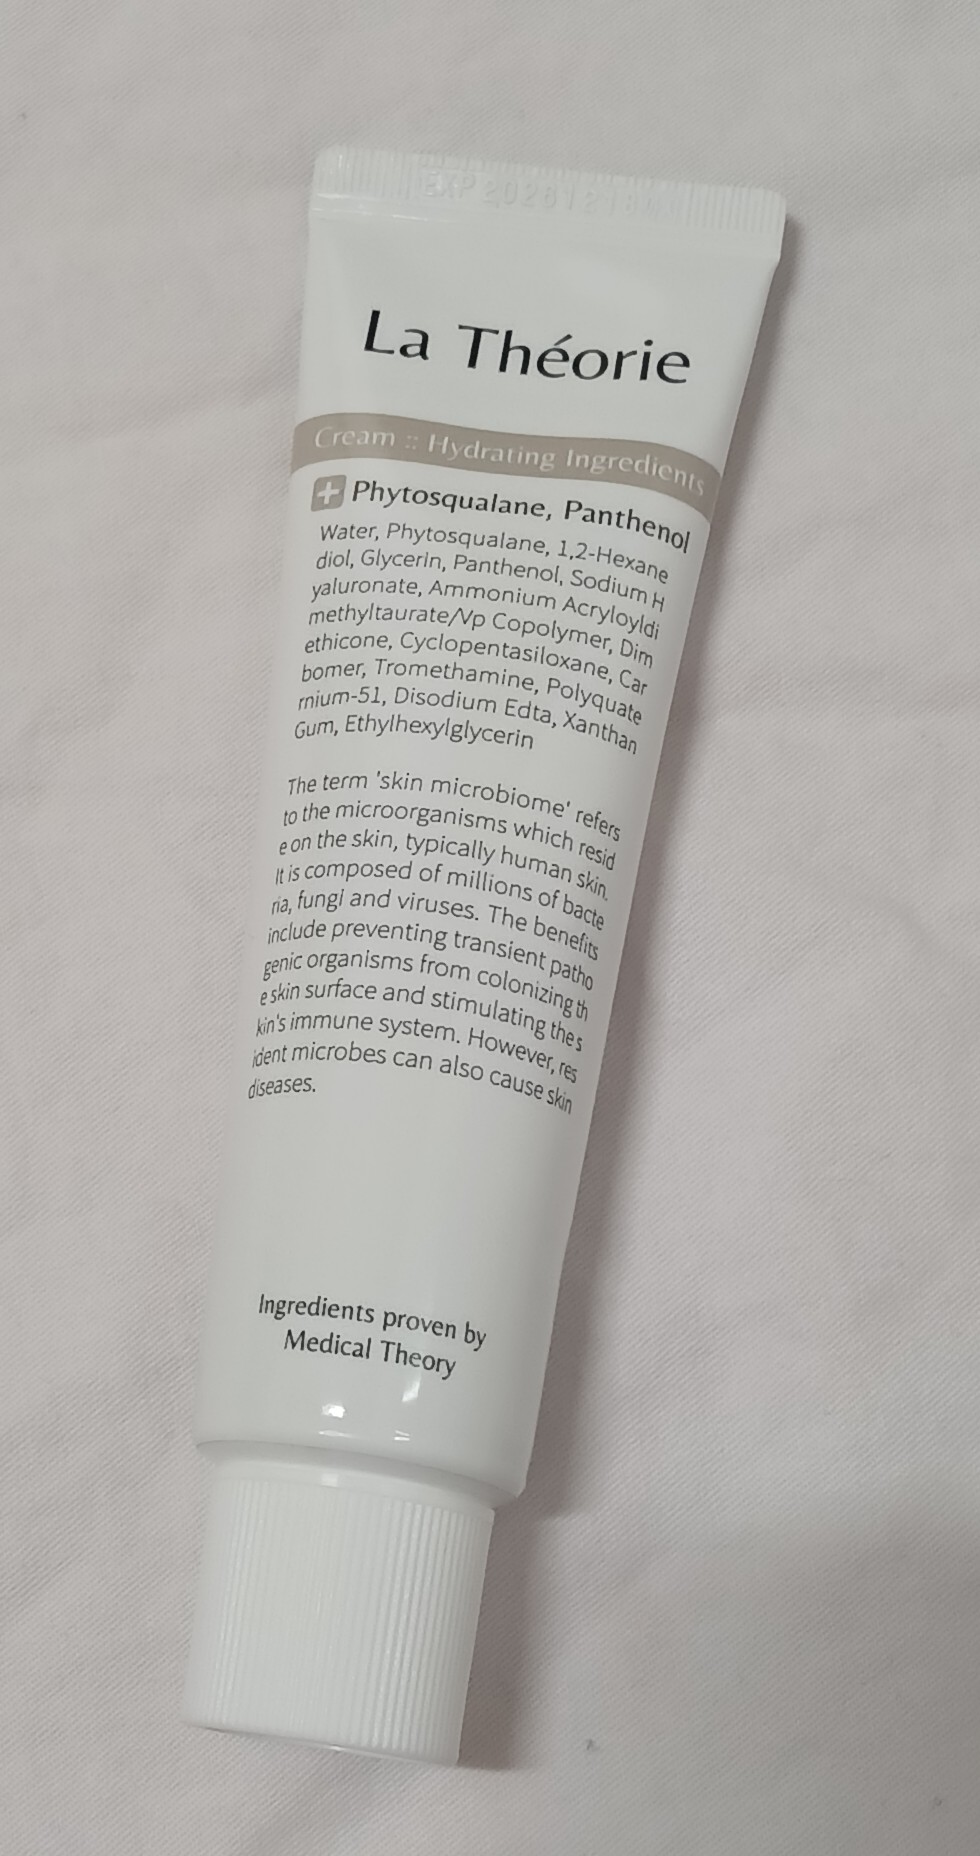 La Théorie
Cream :: Hydrating Ingredients
Phytosqualane, Panthenol
Water, Phytosqualane, 1,2-Hexane
diol, Glycerin, Panthenol, Sodium H
yaluronate, Ammonium Acryloyldi
methyltaurate/Vp Copolymer, Dim
ethicone, Cyclopentasiloxane, Car
bomer, Tromethamine, Polyquate
rnium-51, Disodium Edta, Xanthan
Gum, Ethylhexylglycerin
The term 'skin microbiome' refers
to the microorganisms which resid
e on the skin, typically human skin.
It is composed of millions of bacte
ria, fungi and viruses. The benefits
include preventing transient patho
genic organisms from colonizing th
e skin surface and stimulating the s
kin's immune system. However, res
ident microbes can also cause skin
diseases.
Ingredients proven by
Medical Theory